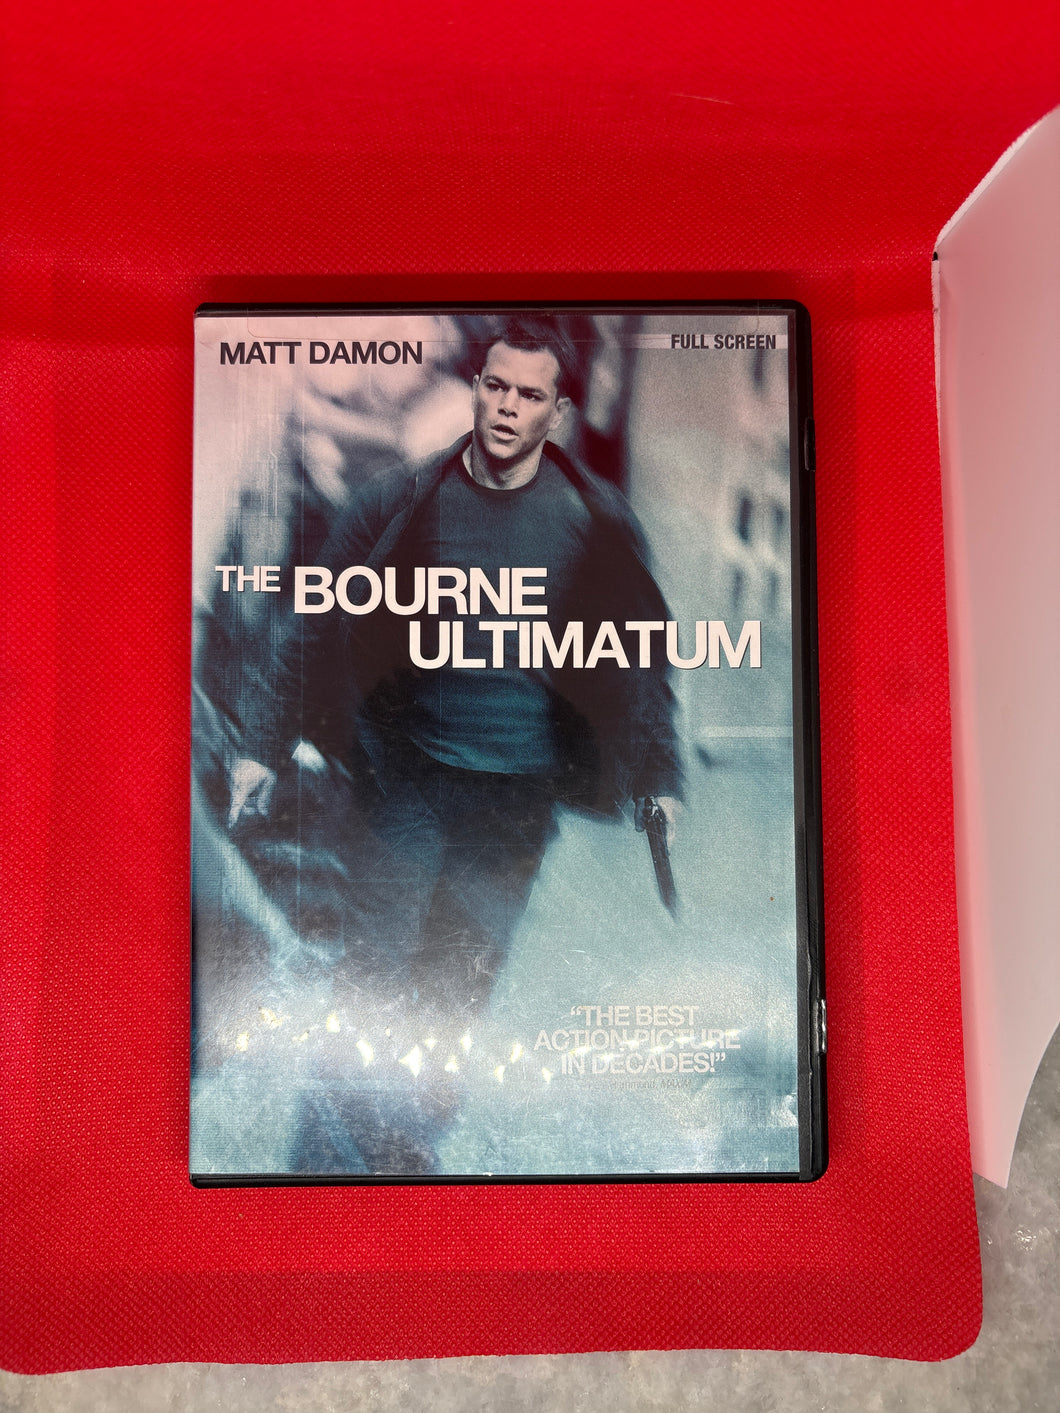 MATT DAMON
FULL SCREEN
THE BOURNE
ULTIMATUM
“THE BEST
ACTION PICTURE
IN DECADES!”